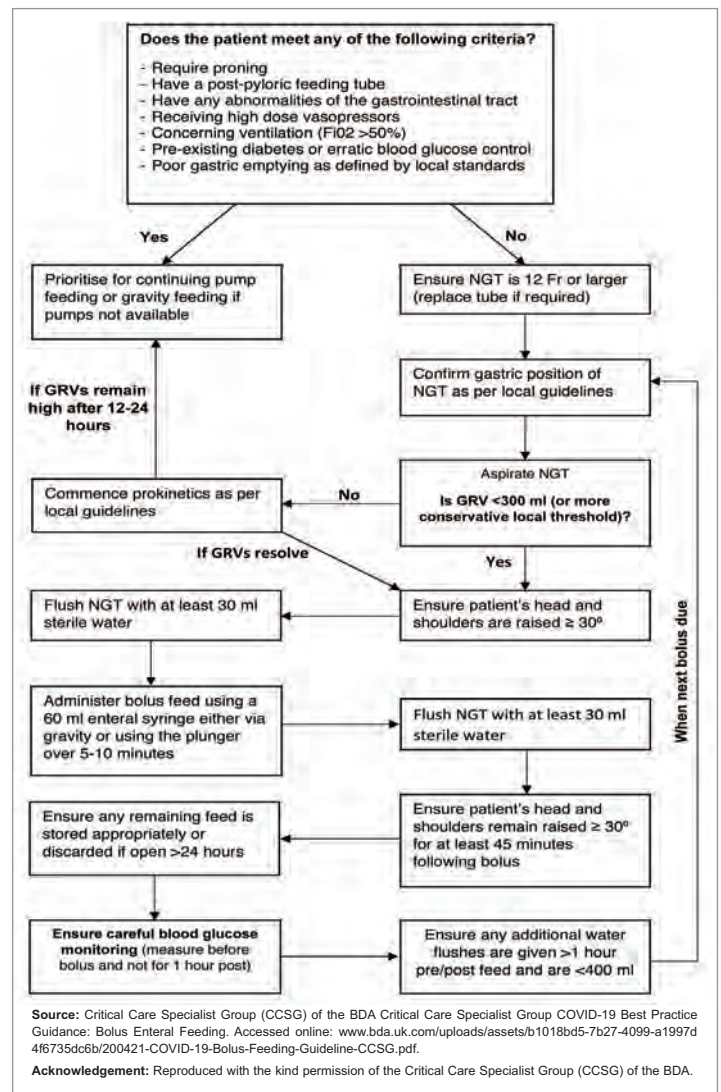 Does the patient meet any of the following criteria?
- Require proning
- Have a post-pyloric feeding tube
- Have any abnormalities of the gastrointestinal tract
- Receiving high dose vasopressors
- Concerning ventilation (Fi02 >50%)
- Pre-existing diabetes or erratic blood glucose control
- Poor gastric emptying as defined by local standards
Yes
No
Prioritise for continuing pump
feeding or gravity feeding if
pumps not available
Ensure NGT is 12 Fr or larger
(replace tube if required)
Confirm gastric position of
NGT as per local guidelines
If GRVs remain
high after 12-24
hours
Aspirate NGT
Is GRV <300 ml (or more
conservative local threshold)?
No
Commence prokinetics as per
local guidelines
If GRVs resolve
Yes
Ensure patient's head and
shoulders are raised ≥ 30º
Flush NGT with at least 30 ml
sterile water
Administer bolus feed using a
60 ml enteral syringe either via
gravity or using the plunger
over 5-10 minutes
Flush NGT with at least 30 ml
sterile water
Ensure patient's head and
shoulders remain raised ≥ 30º
for at least 45 minutes
following bolus
Ensure any remaining feed is
stored appropriately or
discarded if open >24 hours
Ensure careful blood glucose
monitoring (measure before
bolus and not for 1 hour post)
Ensure any additional water
flushes are given >1 hour
pre/post feed and are <400 ml
When next bolus due
Source: Critical Care Specialist Group (CCSG) of the BDA Critical Care Specialist Group COVID-19 Best Practice
Guidance: Bolus Enteral Feeding. Accessed online: www.bda.uk.com/uploads/assets/b1018bd5-7b27-4099-a1997d
4f6735dc6b/200421-COVID-19-Bolus-Feeding-Guideline-CCSG.pdf.
Acknowledgement: Reproduced with the kind permission of the Critical Care Specialist Group (CCSG) of the BDA.